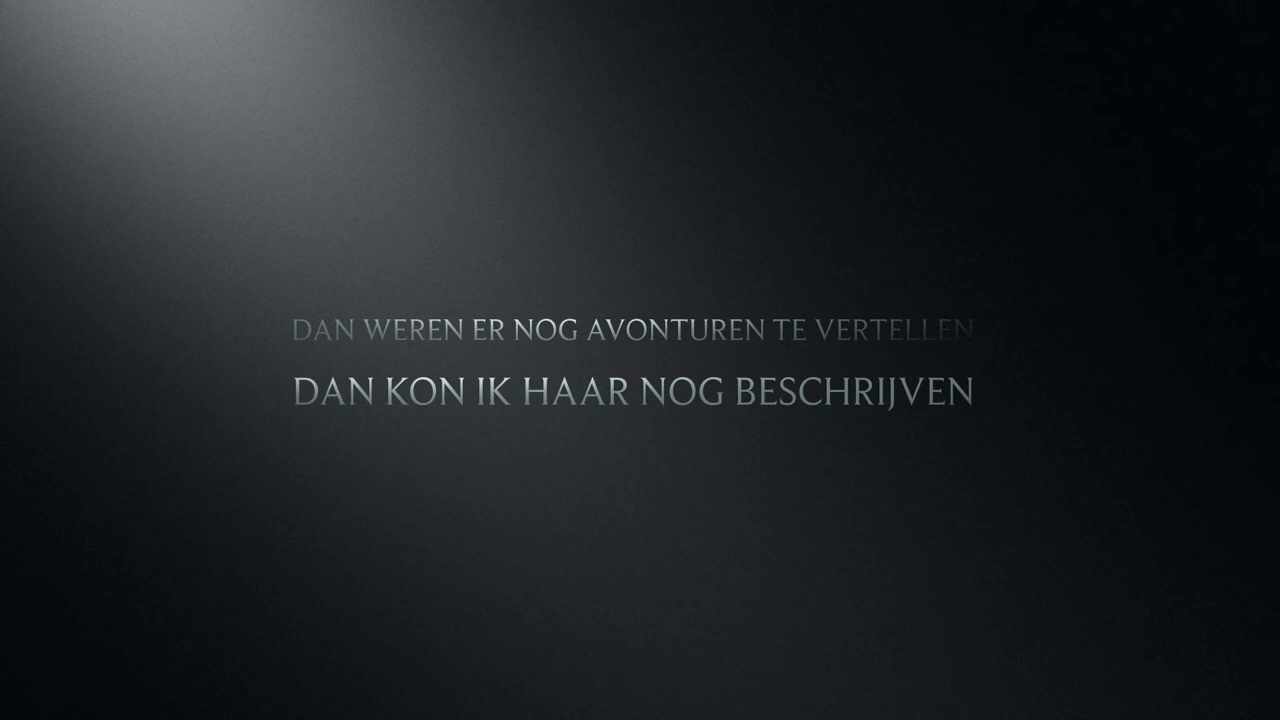 DAN WEREN ER NOG AVONTUREN TE VERTELLEN
DAN KON IK HAAR NOG BESCHRIJVEN